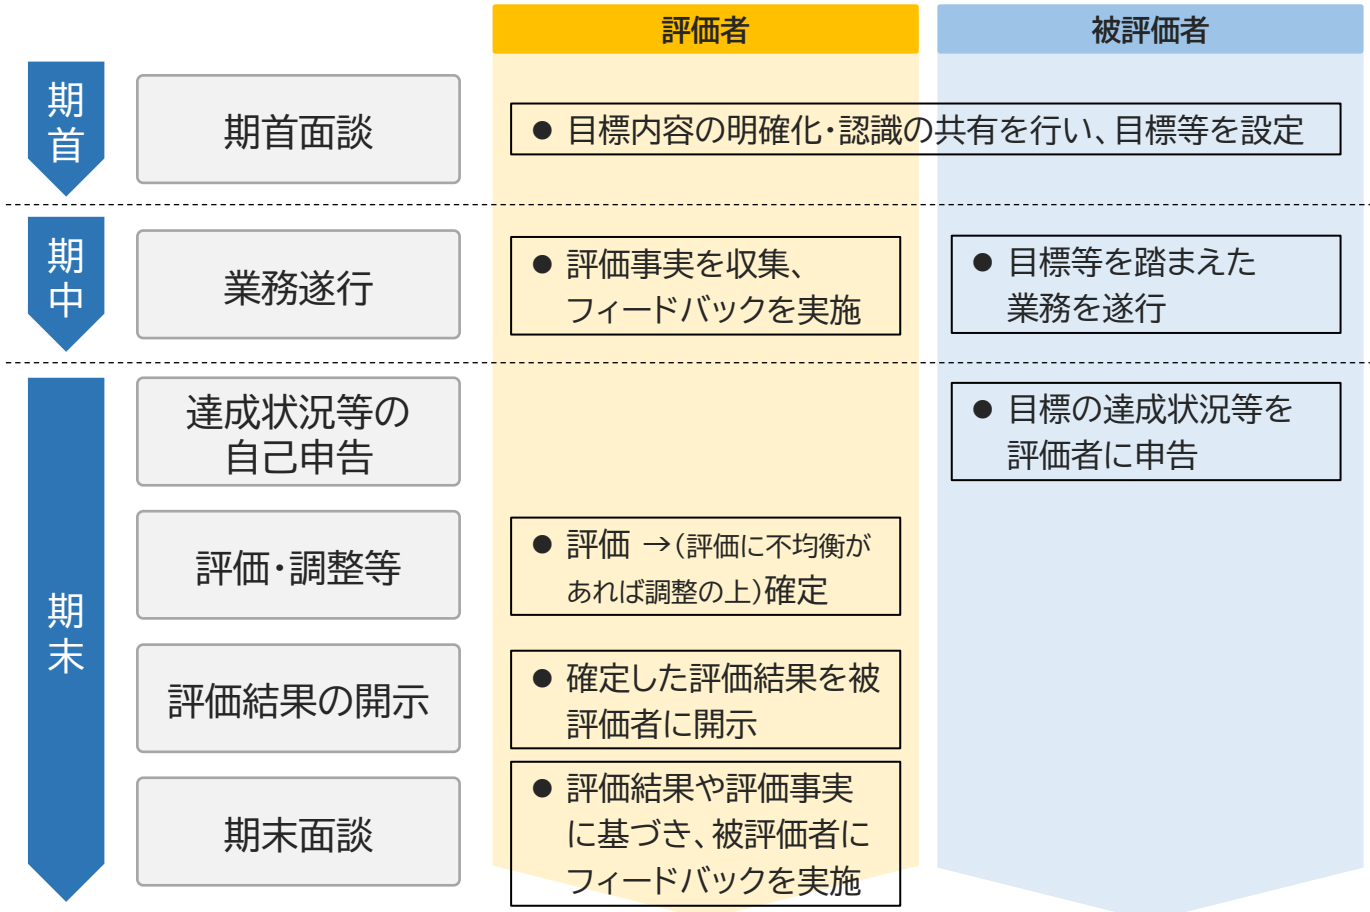 評価者
被評価者
期首
期首面談
● 目標内容の明確化・認識の共有を行い、目標等を設定
期中
業務遂行
● 評価事実を収集、
フィードバックを実施
● 目標等を踏まえた
業務を遂行
期末
達成状況等の
自己申告
● 目標の達成状況等を
評価者に申告
評価・調整等
● 評価 →(評価に不均衡が
あれば調整の上)確定
評価結果の開示
● 確定した評価結果を被
評価者に開示
期末面談
● 評価結果や評価事実
に基づき、被評価者に
フィードバックを実施